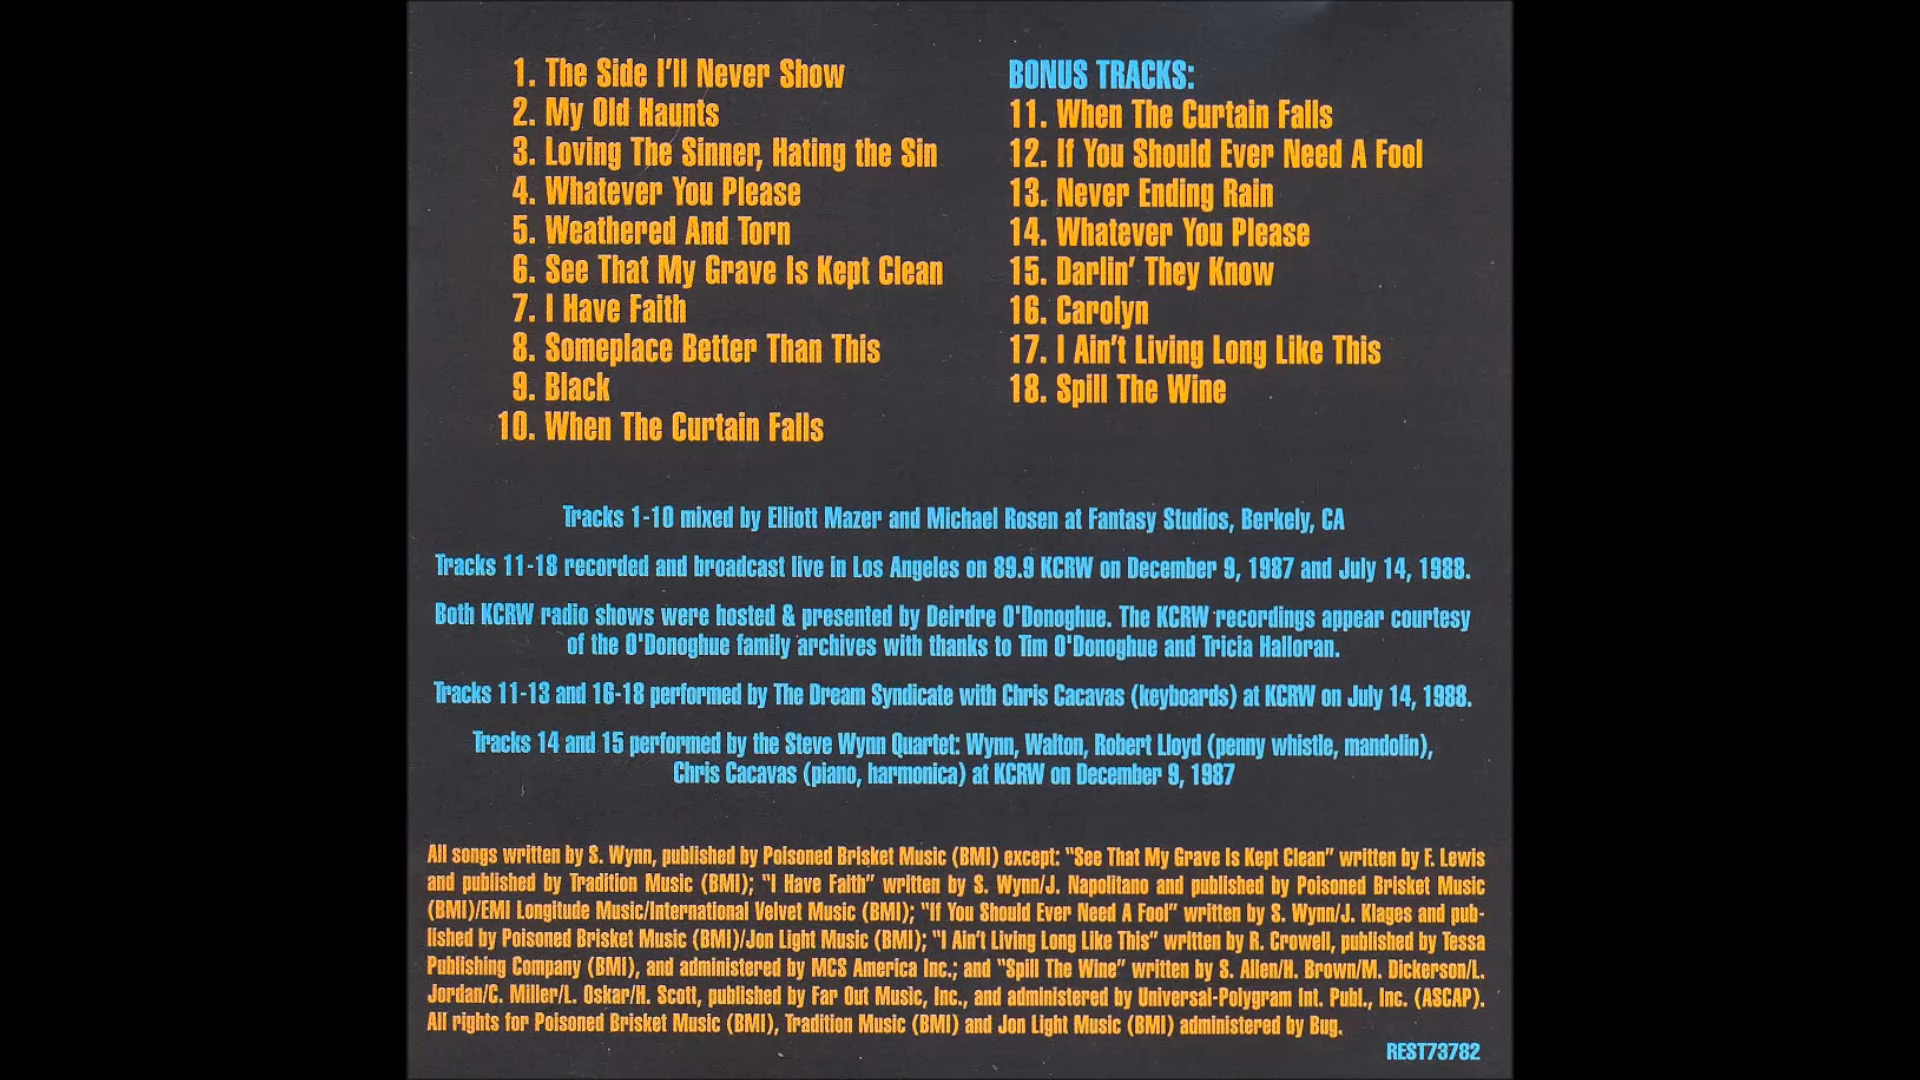 1. The Side I'll Never Show
2. My Old Haunts
3. Loving The Sinner, Hating the Sin
4. Whatever You Please
5. Weathered And Torn
6. See That My Grave Is Kept Clean
7. I Have Faith
8. Someplace Better Than This
9. Black
10. When The Curtain Falls
BONUS TRACKS:
11. When The Curtain Falls
12. If You Should Ever Need A Fool
13. Never Ending Rain
14. Whatever You Please
15. Darlin' They Know
16. Carolyn
17. I Ain't Living Long Like This
18. Spill The Wine
Tracks 1-10 mixed by Elliott Mazer and Michael Rosen at Fantasy Studios, Berkely, CA
Tracks 11-18 recorded and broadcast live in Los Angeles on 89.9 KCRW on December 9, 1987 and July 14, 1988.
Both KCRW radio shows were hosted & presented by Deirdre O'Donoghue. The KCRW recordings appear courtesy
of the O'Donoghue family archives with thanks to Tim O'Donoghue and Tricia Halloran.
Tracks 11-13 and 16-18 performed by The Dream Syndicate with Chris Cacavas (keyboards) at KCRW on July 14, 1988.
Tracks 14 and 15 performed by the Steve Wynn Quartet: Wynn, Walton, Robert Lloyd (penny whistle, mandolin),
Chris Cacavas (piano, harmonica) at KCRW on December 9, 1987
All songs written by S. Wynn, published by Poisoned Brisket Music (BMI) except: "See That My Grave Is Kept Clean" written by F. Lewis
and published by Tradition Music (BMI); "I Have Faith" written by S. Wynn/J. Napolitano and published by Poisoned Brisket Music
(BMI)/EMI Longitude Music/International Velvet Music (BMI); "If You Should Ever Need A Fool" written by S. Wynn/J. Klages and pub-
lished by Poisoned Brisket Music (BMI)/Jon Light Music (BMI); "I Ain't Living Long Like This" written by R. Crowell, published by Tessa
Publishing Company (BMI), and administered by MCS America Inc.; and "Spill The Wine" written by S. Allen/H. Brown/M. Dickerson/L.
Jordan/C. Miller/L. Oskar/H. Scott, published by Far Out Music, Inc., and administered by Universal-Polygram Int. Publ., Inc. (ASCAP).
All rights for Poisoned Brisket Music (BMI), Tradition Music (BMI) and Jon Light Music (BMI) administered by Bug.
REST73782